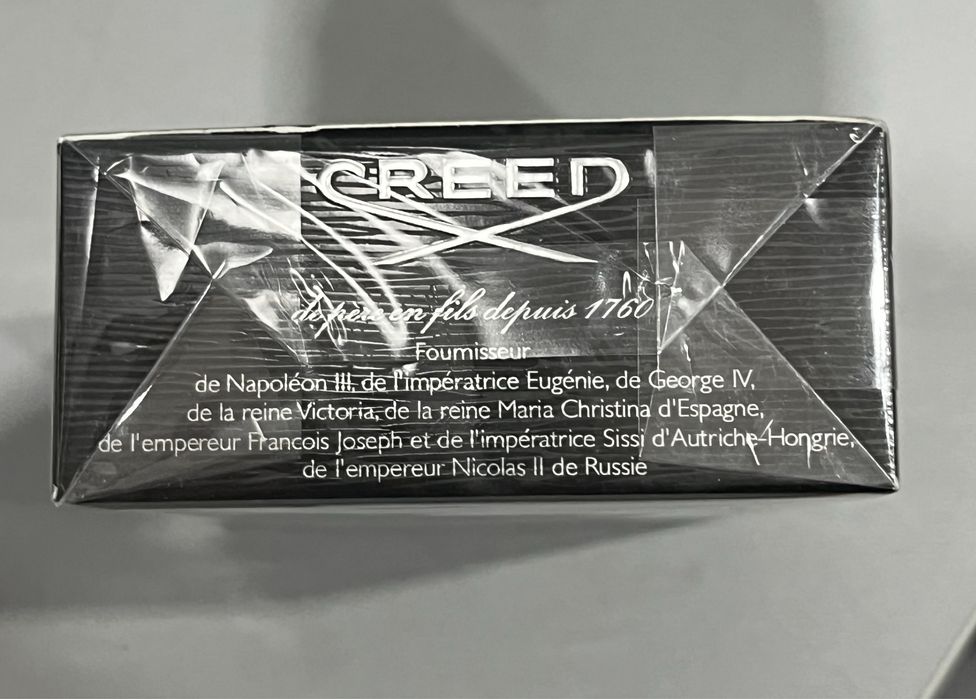 CREED
de père en fils depuis 1760
Fournisseur
de Napoléon III, de l'impératrice Eugénie, de George IV,
de la reine Victoria, de la reine Maria Christina d'Espagne,
de l'empereur Francois Joseph et de l'impératrice Sissi d'Autriche-Hongrie,
de l'empereur Nicolas II de Russie